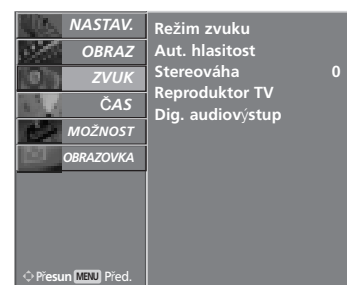 NASTAV.
OBRAZ
ZVUK
ČAS
MOŽNOST
OBRAZOVKA
Režim zvuku
Aut. hlasitost
Stereováha 0
Reproduktor TV
Dig. audiovýstup
Přesun MENU Před.